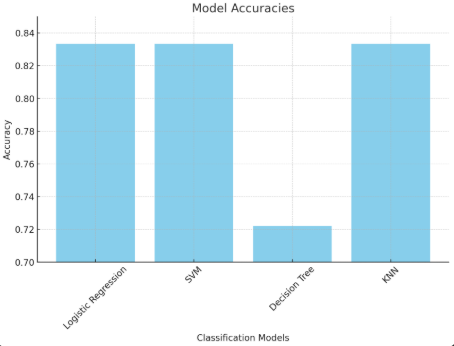 Model Accuracies
0.84
0.82
0.80
0.78
0.76
0.74
0.72
0.70
Accuracy
Logistic Regression
SVM
Decision Tree
KNN
Classification Models